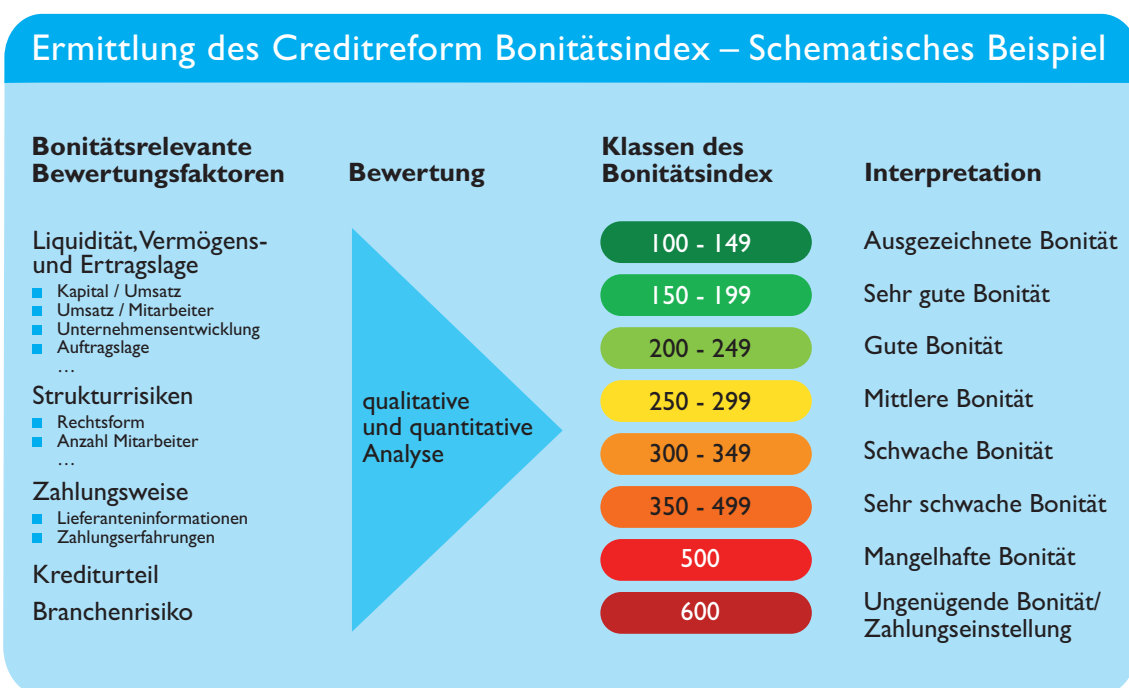 Ermittlung des Creditreform Bonitätsindex – Schematisches Beispiel
Bonitätsrelevante
Bewertungsfaktoren
Liquidität, Vermögens-
und Ertragslage
Kapital / Umsatz
Umsatz / Mitarbeiter
Unternehmensentwicklung
Auftragslage
…
Strukturrisiken
Rechtsform
Anzahl Mitarbeiter
…
Zahlungsweise
Lieferanteninformationen
Zahlungserfahrungen
Krediturteil
Branchenrisiko
Bewertung
qualitative
und quantitative
Analyse
Klassen des
Bonitätsindex
100 - 149
150 - 199
200 - 249
250 - 299
300 - 349
350 - 499
500
600
Interpretation
Ausgezeichnete Bonität
Sehr gute Bonität
Gute Bonität
Mittlere Bonität
Schwache Bonität
Sehr schwache Bonität
Mangelhafte Bonität
Ungenügende Bonität/
Zahlungseinstellung